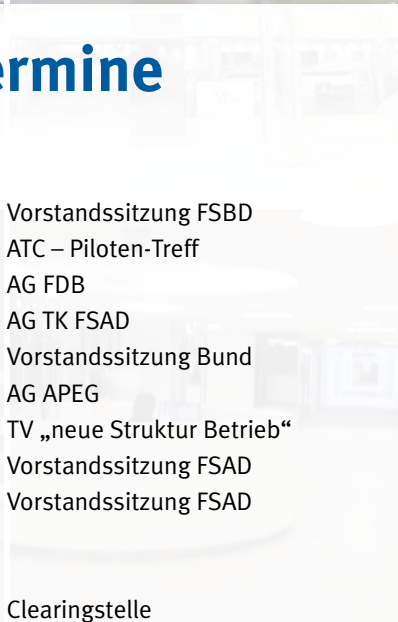 ermine
Vorstandssitzung FSBD
ATC – Piloten-Treff
AG FDB
AG TK FSAD
Vorstandssitzung Bund
AG APEG
TV „neue Struktur Betrieb“
Vorstandssitzung FSAD
Vorstandssitzung FSAD
Clearingstelle